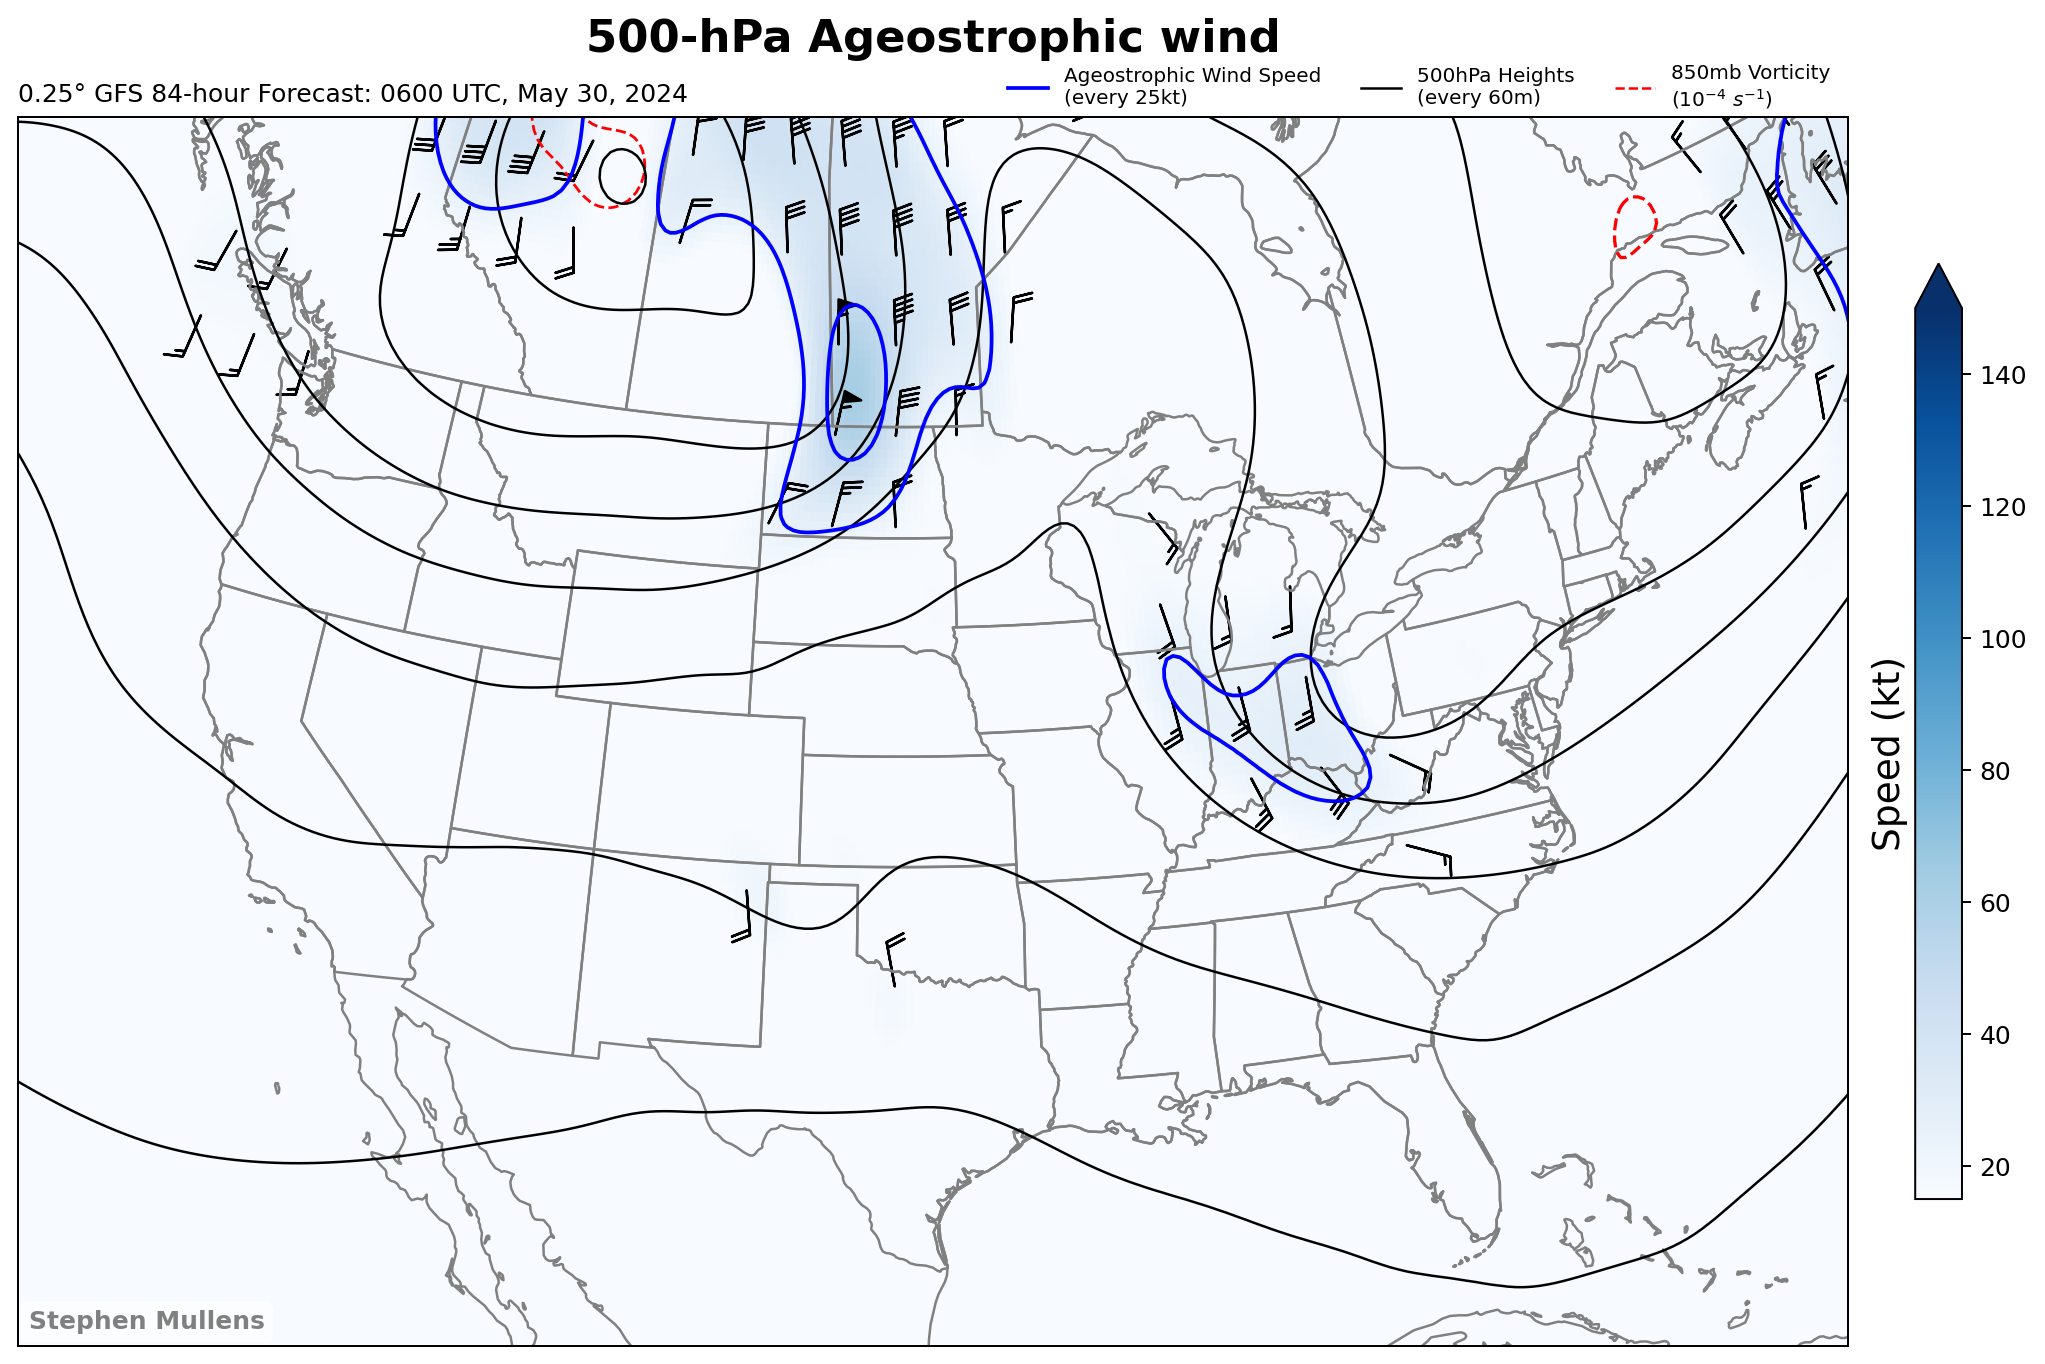 500-hPa Ageostrophic wind
0.25° GFS 84-hour Forecast: 0600 UTC, May 30, 2024
Ageostrophic Wind Speed
(every 25kt)
500hPa Heights
(every 60m)
850mb Vorticity
(10⁻⁴ s⁻¹)
140
120
100
80
60
40
20
Speed (kt)
Stephen Mullens